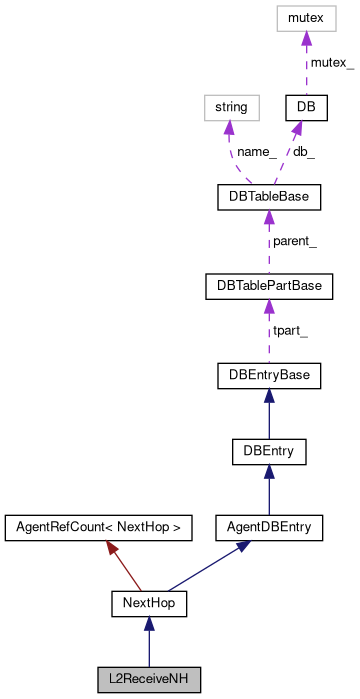 mutex
mutex_
string
DB
name_
db_
DBTableBase
parent_
DBTablePartBase
tpart_
DBEntryBase
DBEntry
AgentRefCount< NextHop >
AgentDBEntry
NextHop
L2ReceiveNH